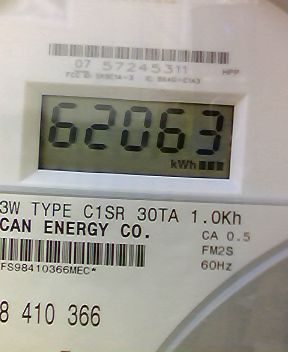 07 57245311 HPP
62063
kWh
3W TYPE C1SR 30TA 1.0Kh
CAN ENERGY CO. CA 0.5
FM2S
FS98410366MEC* 60Hz
8 410 366